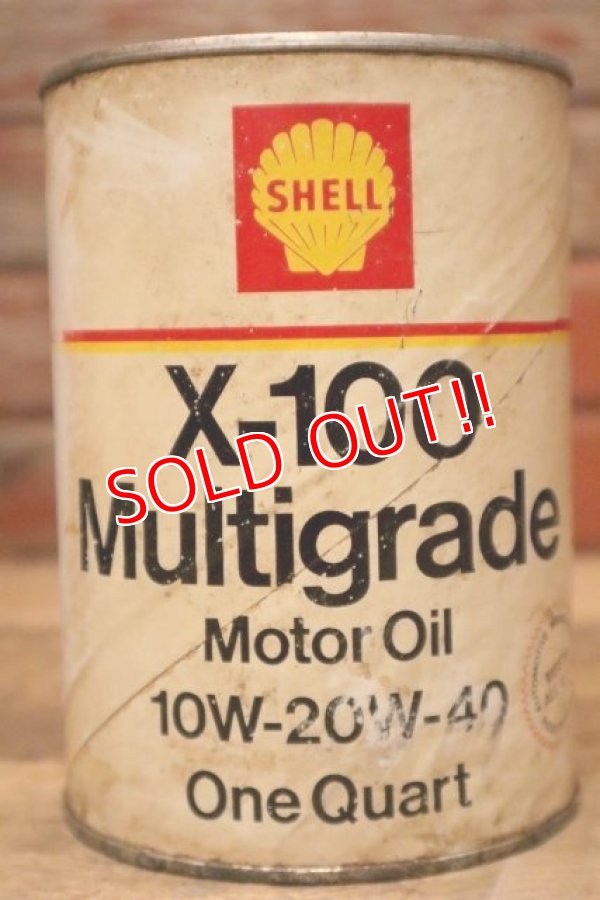 SHELL
X-100
SOLD OUT!!
Multigrade
Motor Oil
10W-20W-40
One Quart